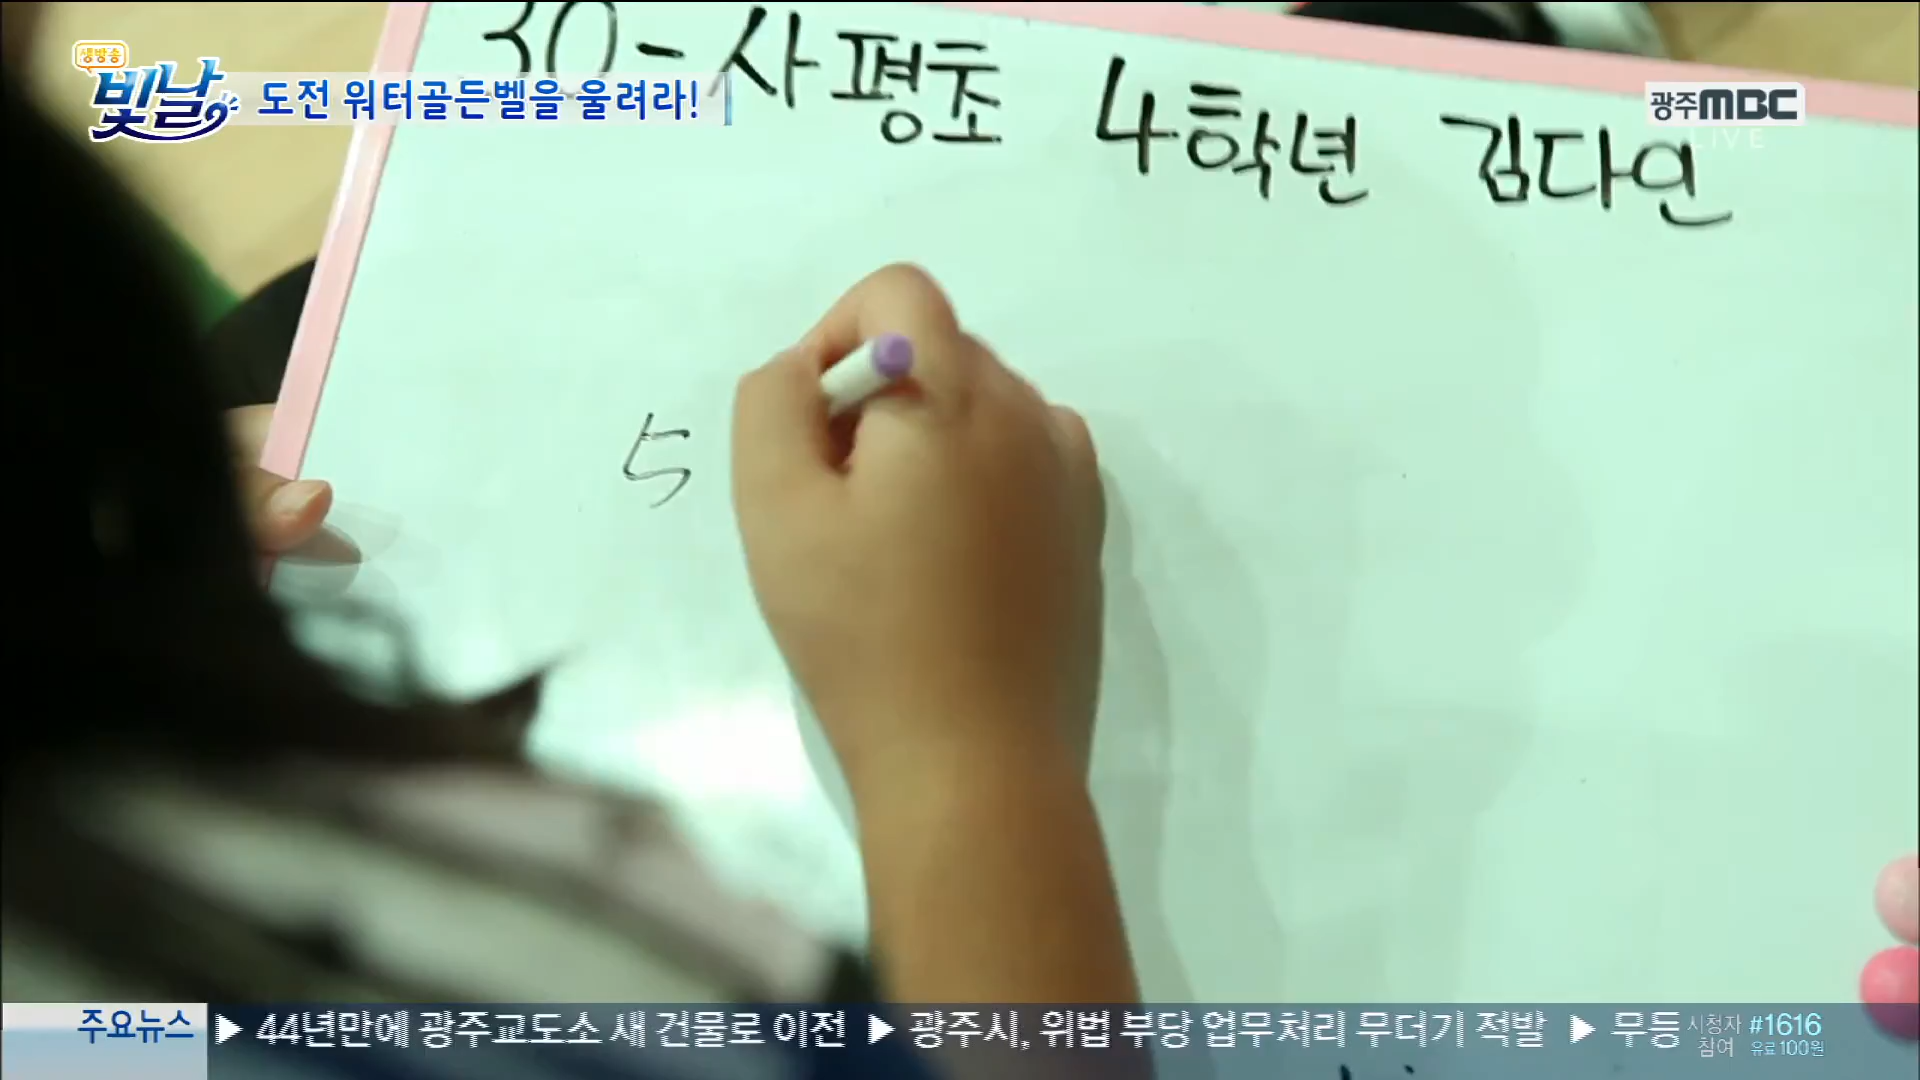 30-사평초 4학년 김다인
생방송
빛날
도전 워터골든벨을 울려라!
광주MBC
LIVE
5
주요뉴스 ▶ 44년만에 광주교도소 새 건물로 이전 ▶ 광주시, 위법 부당 업무처리 무더기 적발 ▶ 무등
시청자 참여 #1616
유료 100원